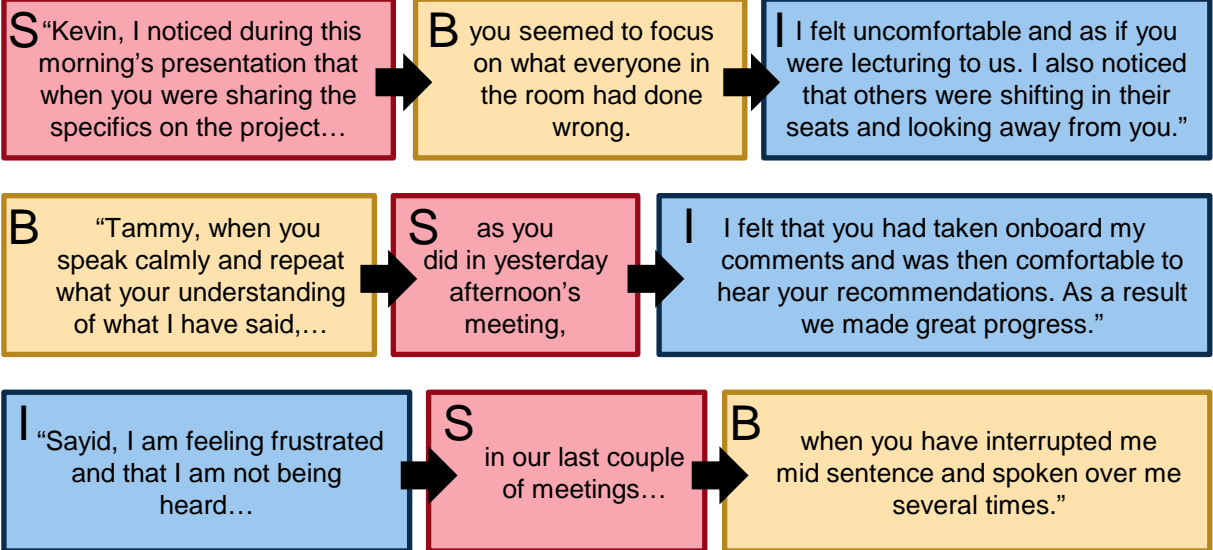 S
“Kevin, I noticed during this
morning’s presentation that
when you were sharing the
specifics on the project…
B
you seemed to focus
on what everyone in
the room had done
wrong.
I
I felt uncomfortable and as if you
were lecturing to us. I also noticed
that others were shifting in their
seats and looking away from you.”
B
“Tammy, when you
speak calmly and repeat
what your understanding
of what I have said,…
S
as you
did in yesterday
afternoon’s
meeting,
I
I felt that you had taken onboard my
comments and was then comfortable to
hear your recommendations. As a result
we made great progress.”
I
“Sayid, I am feeling frustrated
and that I am not being
heard…
S
in our last couple
of meetings…
B
when you have interrupted me
mid sentence and spoken over me
several times.”